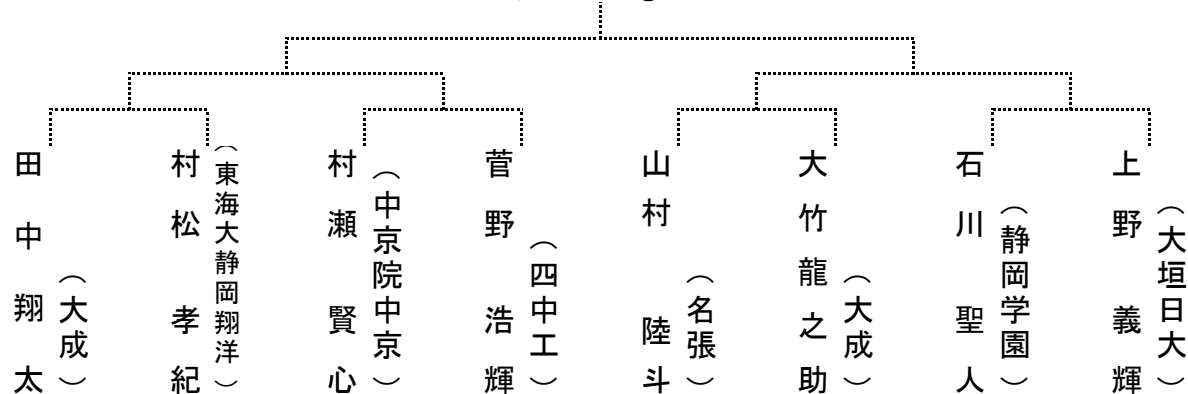 田中翔太
（大成）
村松孝紀
（東海大静岡翔洋）
村瀬賢心
（中京院中京）
菅野浩輝
（四中工）
山村陸斗
（名張）
大竹龍之助
（大成）
石川聖人
（静岡学園）
上野義輝
（大垣日大）